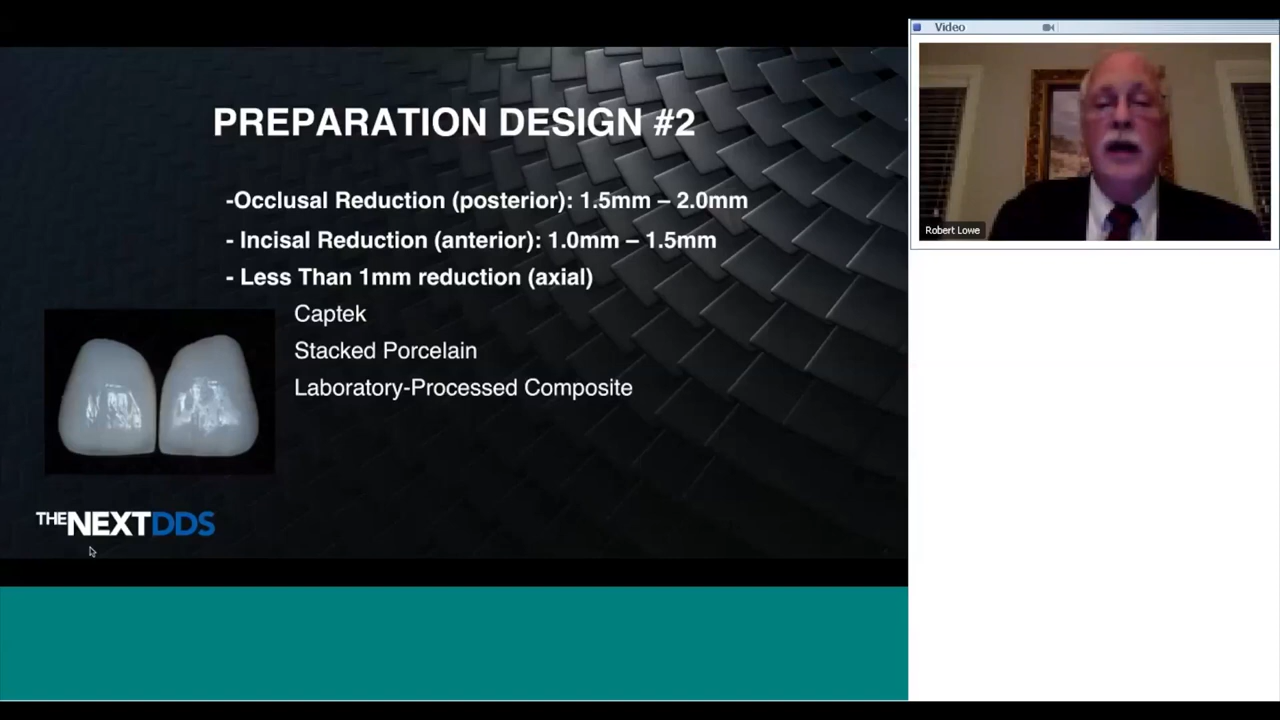 Video
PREPARATION DESIGN #2
-Occlusal Reduction (posterior): 1.5mm – 2.0mm
- Incisal Reduction (anterior): 1.0mm – 1.5mm
- Less Than 1mm reduction (axial)
Captek
Stacked Porcelain
Laboratory-Processed Composite
THENEXTDDS
Robert Lowe